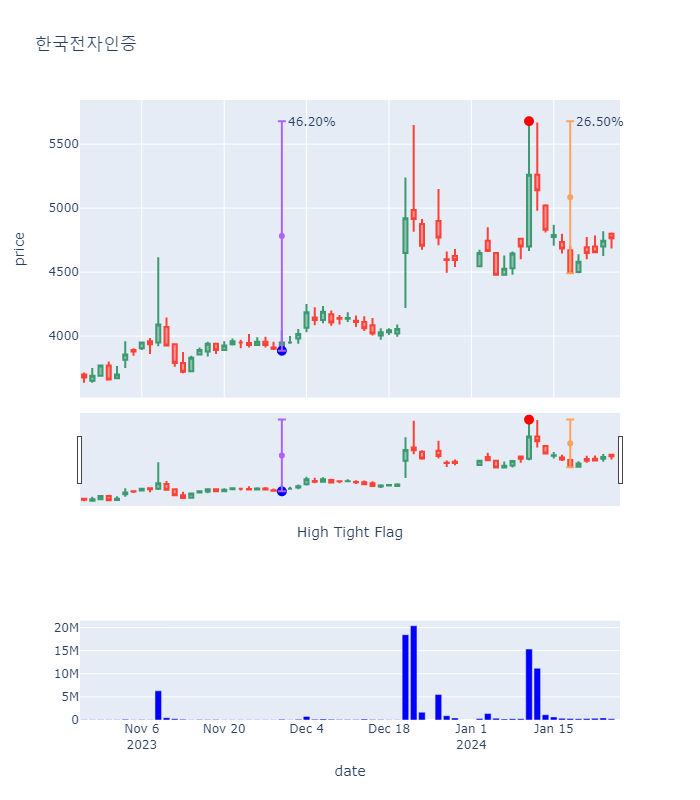 한국전자인증
46.20%
26.50%
5500
5000
4500
4000
price
High Tight Flag
20M
15M
10M
5M
0
Nov 6
2023
Nov 20
Dec 4
Dec 18
Jan 1
2024
Jan 15
date